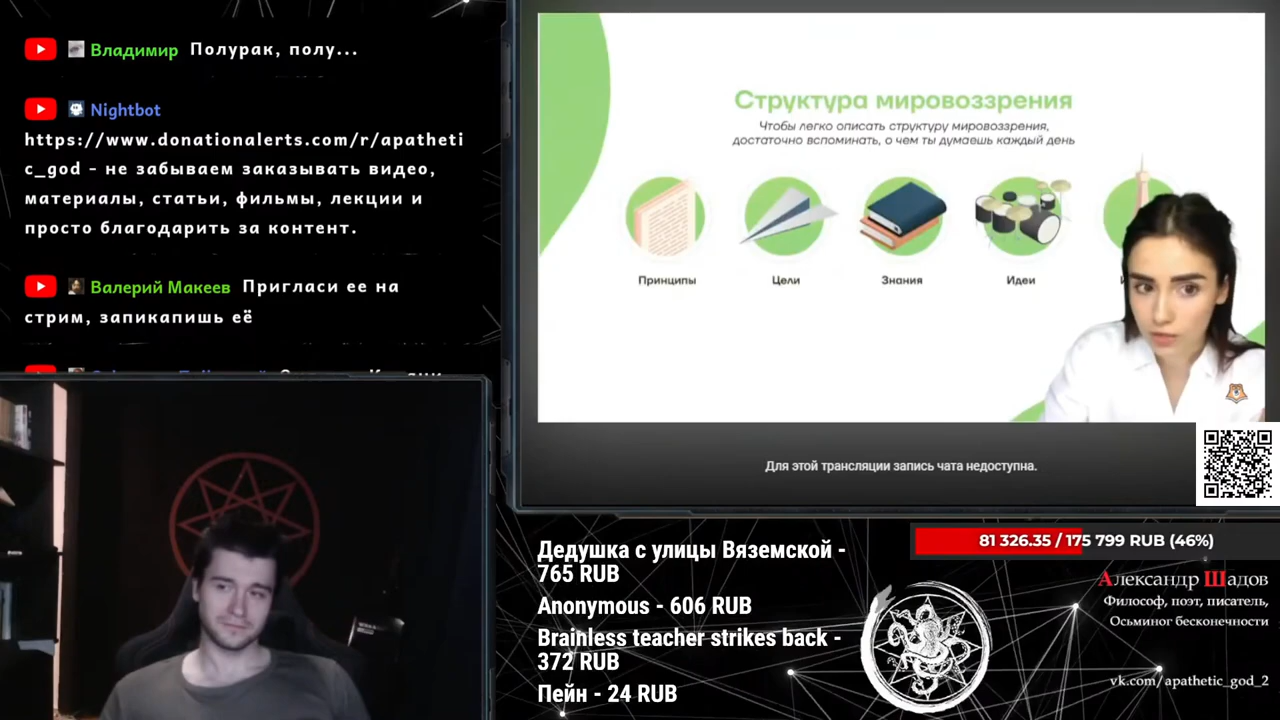 Владимир Полурак, полу...
Nightbot
https://www.donationalerts.com/r/apatheti
c_god - не забываем заказывать видео,
материалы, статьи, фильмы, лекции и
просто благодарить за контент.
Валерий Макеев Пригласи ее на
стрим, запикапишь её
Структура мировоззрения
Чтобы легко описать структуру мировоззрения,
достаточно вспоминать, о чем ты думаешь каждый день
Принципы
Цели
Знания
Идеи
Для этой трансляции запись чата недоступна.
Дедушка с улицы Вяземской -
765 RUB
Anonymous - 606 RUB
Brainless teacher strikes back -
372 RUB
Пейн - 24 RUB
81 326.35 / 175 799 RUB (46%)
Александр Шадов
Философ, поэт, писатель,
Осьминог бесконечности
vk.com/apathetic_god_2